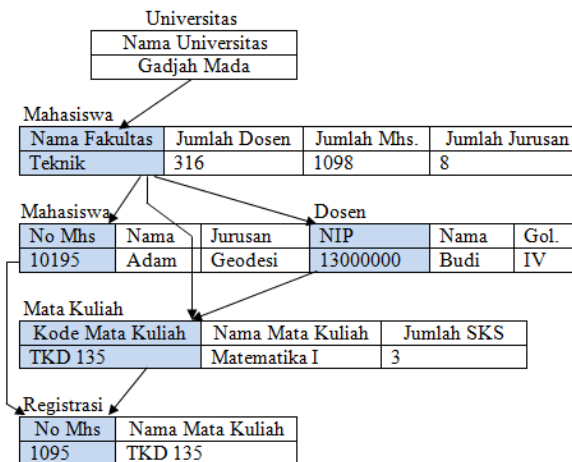 Universitas
Nama Universitas
Gadjah Mada
Mahasiswa
Nama Fakultas Jumlah Dosen Jumlah Mhs. Jumlah Jurusan
Teknik 316 1098 8
Mahasiswa Dosen
No Mhs Nama Jurusan NIP Nama Gol.
10195 Adam Geodesi 13000000 Budi IV
Mata Kuliah
Kode Mata Kuliah Nama Mata Kuliah Jumlah SKS
TKD 135 Matematika I 3
Registrasi
No Mhs Nama Mata Kuliah
1095 TKD 135